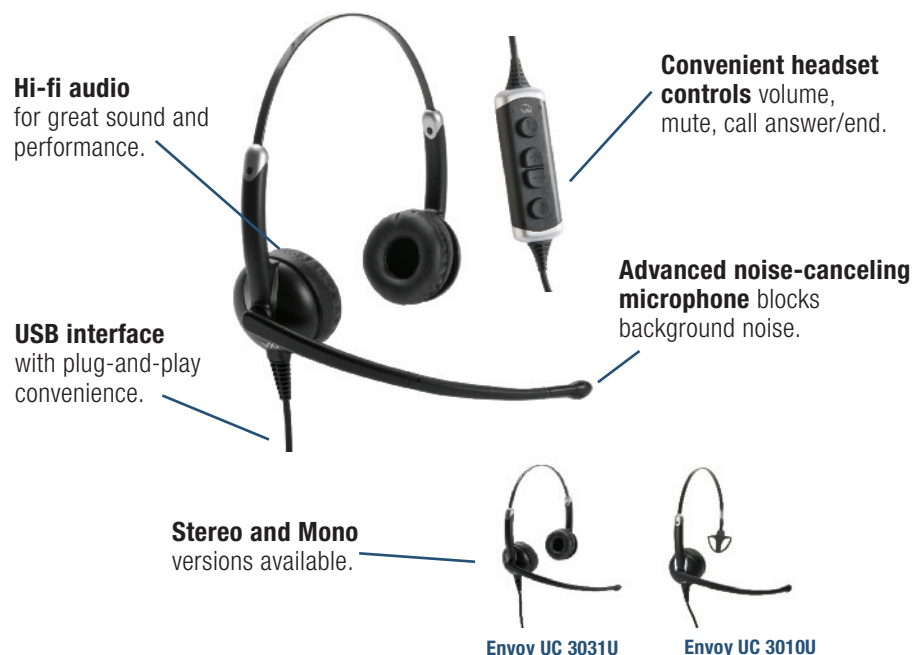 Hi-fi audio
for great sound and
performance.
Convenient headset
controls volume,
mute, call answer/end.
Advanced noise-canceling
microphone blocks
background noise.
USB interface
with plug-and-play
convenience.
Stereo and Mono
versions available.
Envoy UC 3031U
Envoy UC 3010U